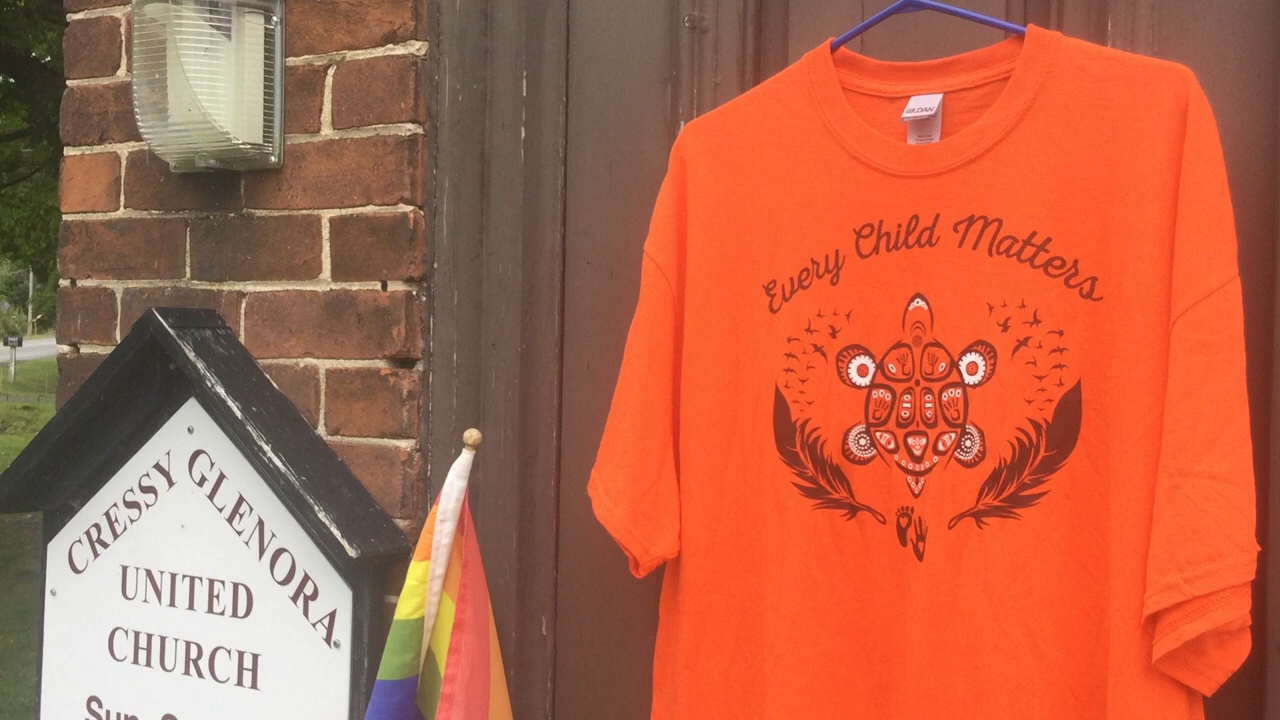 GILDAN
Every Child Matters
CRESSY GLENORA
UNITED
CHURCH